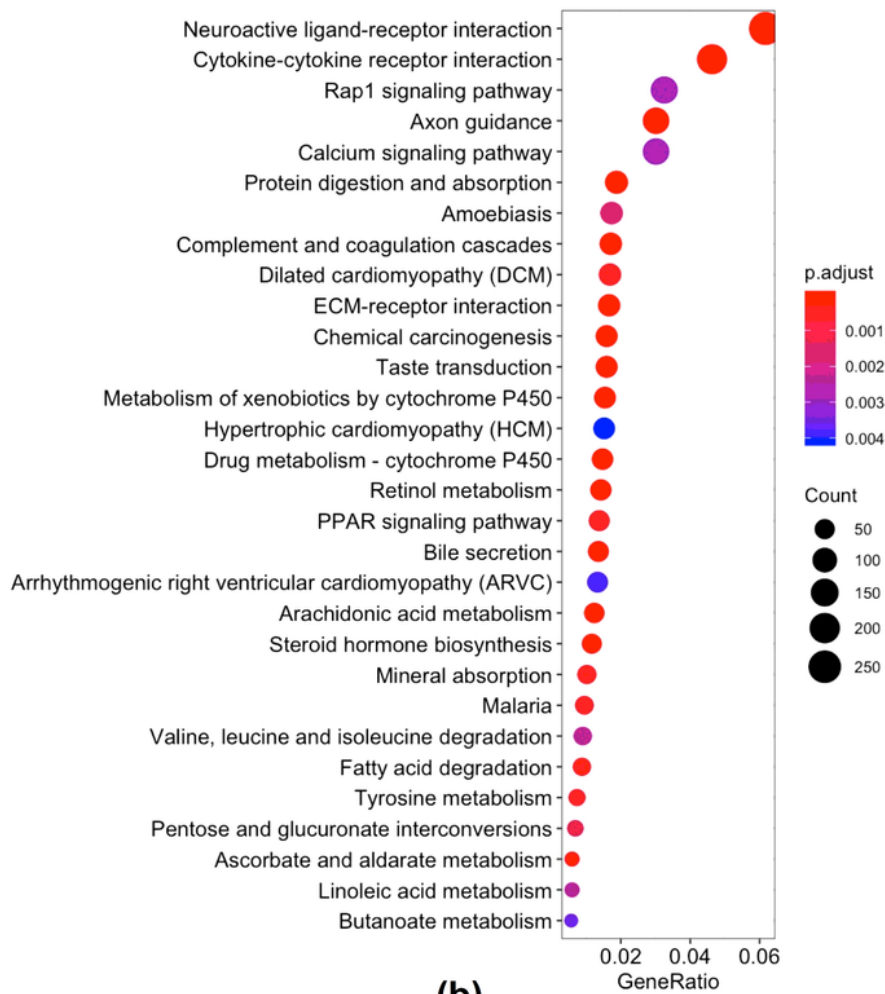 Neuroactive ligand-receptor interaction
Cytokine-cytokine receptor interaction
Rap1 signaling pathway
Axon guidance
Calcium signaling pathway
Protein digestion and absorption
Amoebiasis
Complement and coagulation cascades
Dilated cardiomyopathy (DCM)
ECM-receptor interaction
Chemical carcinogenesis
Taste transduction
Metabolism of xenobiotics by cytochrome P450
Hypertrophic cardiomyopathy (HCM)
Drug metabolism - cytochrome P450
Retinol metabolism
PPAR signaling pathway
Bile secretion
Arrhythmogenic right ventricular cardiomyopathy (ARVC)
Arachidonic acid metabolism
Steroid hormone biosynthesis
Mineral absorption
Malaria
Valine, leucine and isoleucine degradation
Fatty acid degradation
Tyrosine metabolism
Pentose and glucuronate interconversions
Ascorbate and aldarate metabolism
Linoleic acid metabolism
Butanoate metabolism
0.02 0.04 0.06
GeneRatio
p.adjust
0.001
0.002
0.003
0.004
Count
50
100
150
200
250
(b)